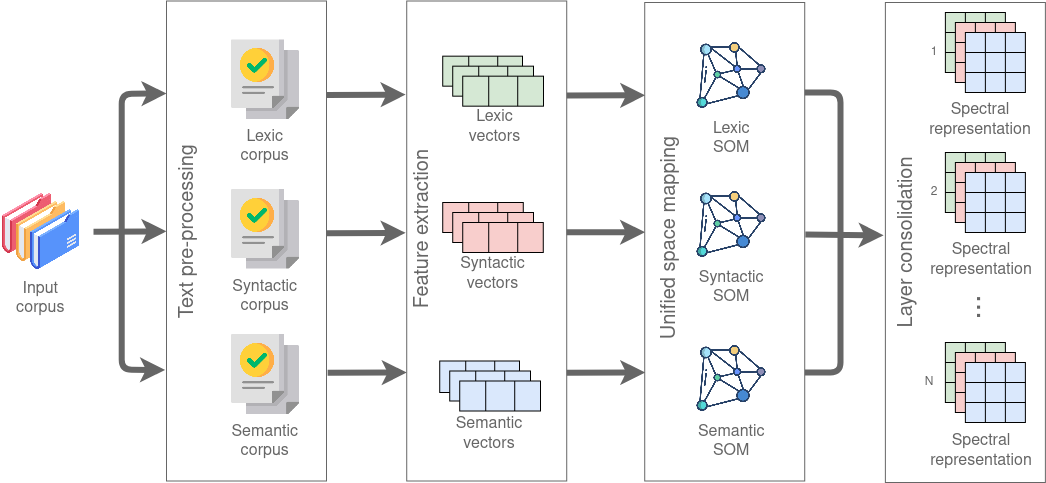 Input
corpus
Text pre-processing
Lexic
corpus
Syntactic
corpus
Semantic
corpus
Feature extraction
Lexic
vectors
Syntactic
vectors
Semantic
vectors
Unified space mapping
Lexic
SOM
Syntactic
SOM
Semantic
SOM
Layer consolidation
1
Spectral
representation
2
Spectral
representation
...
N
Spectral
representation